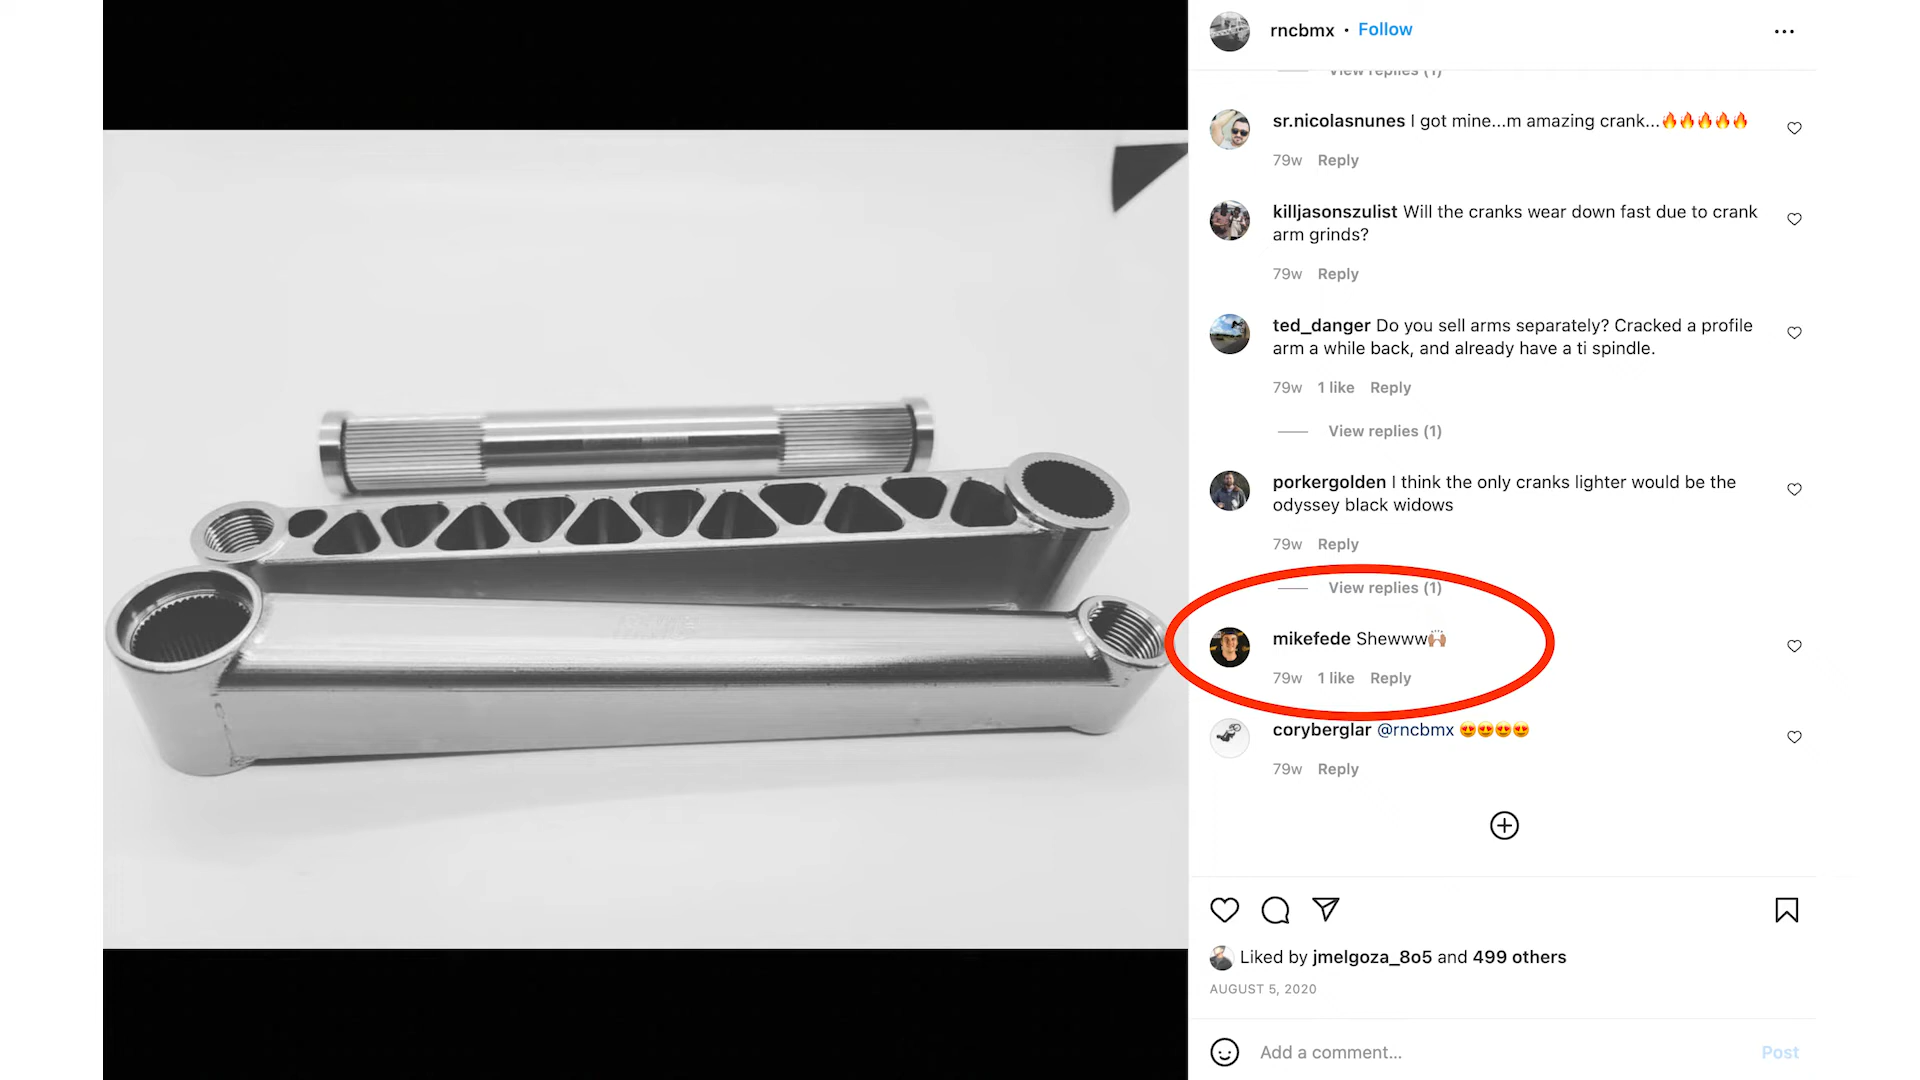 rncbmx • Follow
View replies (1)
sr.nicolasnunes I got mine...m amazing crank...🔥🔥🔥🔥🔥
79w Reply
killjasonszulist Will the cranks wear down fast due to crank
arm grinds?
79w Reply
ted_danger Do you sell arms separately? Cracked a profile
arm a while back, and already have a ti spindle.
79w 1 like Reply
View replies (1)
porkergolden I think the only cranks lighter would be the
odyssey black widows
79w Reply
View replies (1)
mikefede Shewww🙌🏽
79w 1 like Reply
coryberglar @rncbmx 😍😍😍😍
79w Reply
Liked by jmelgoza_8o5 and 499 others
AUGUST 5, 2020
Add a comment...
Post